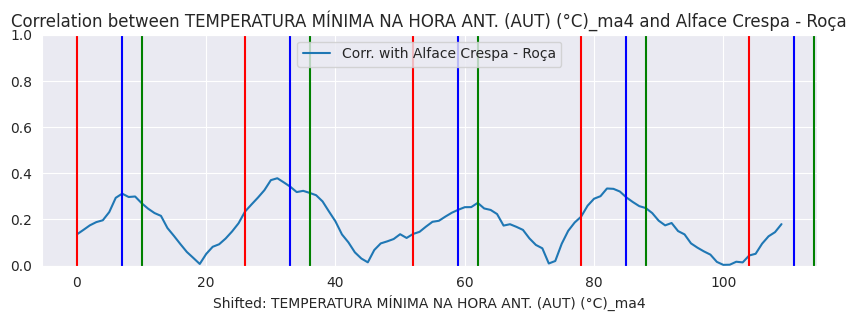 Correlation between TEMPERATURA MÍNIMA NA HORA ANT. (AUT) (°C)_ma4 and Alface Crespa - Roça
1.0
Corr. with Alface Crespa - Roça
0.8
0.6
0.4
0.2
0.0
0 20 40 60 80 100
Shifted: TEMPERATURA MÍNIMA NA HORA ANT. (AUT) (°C)_ma4